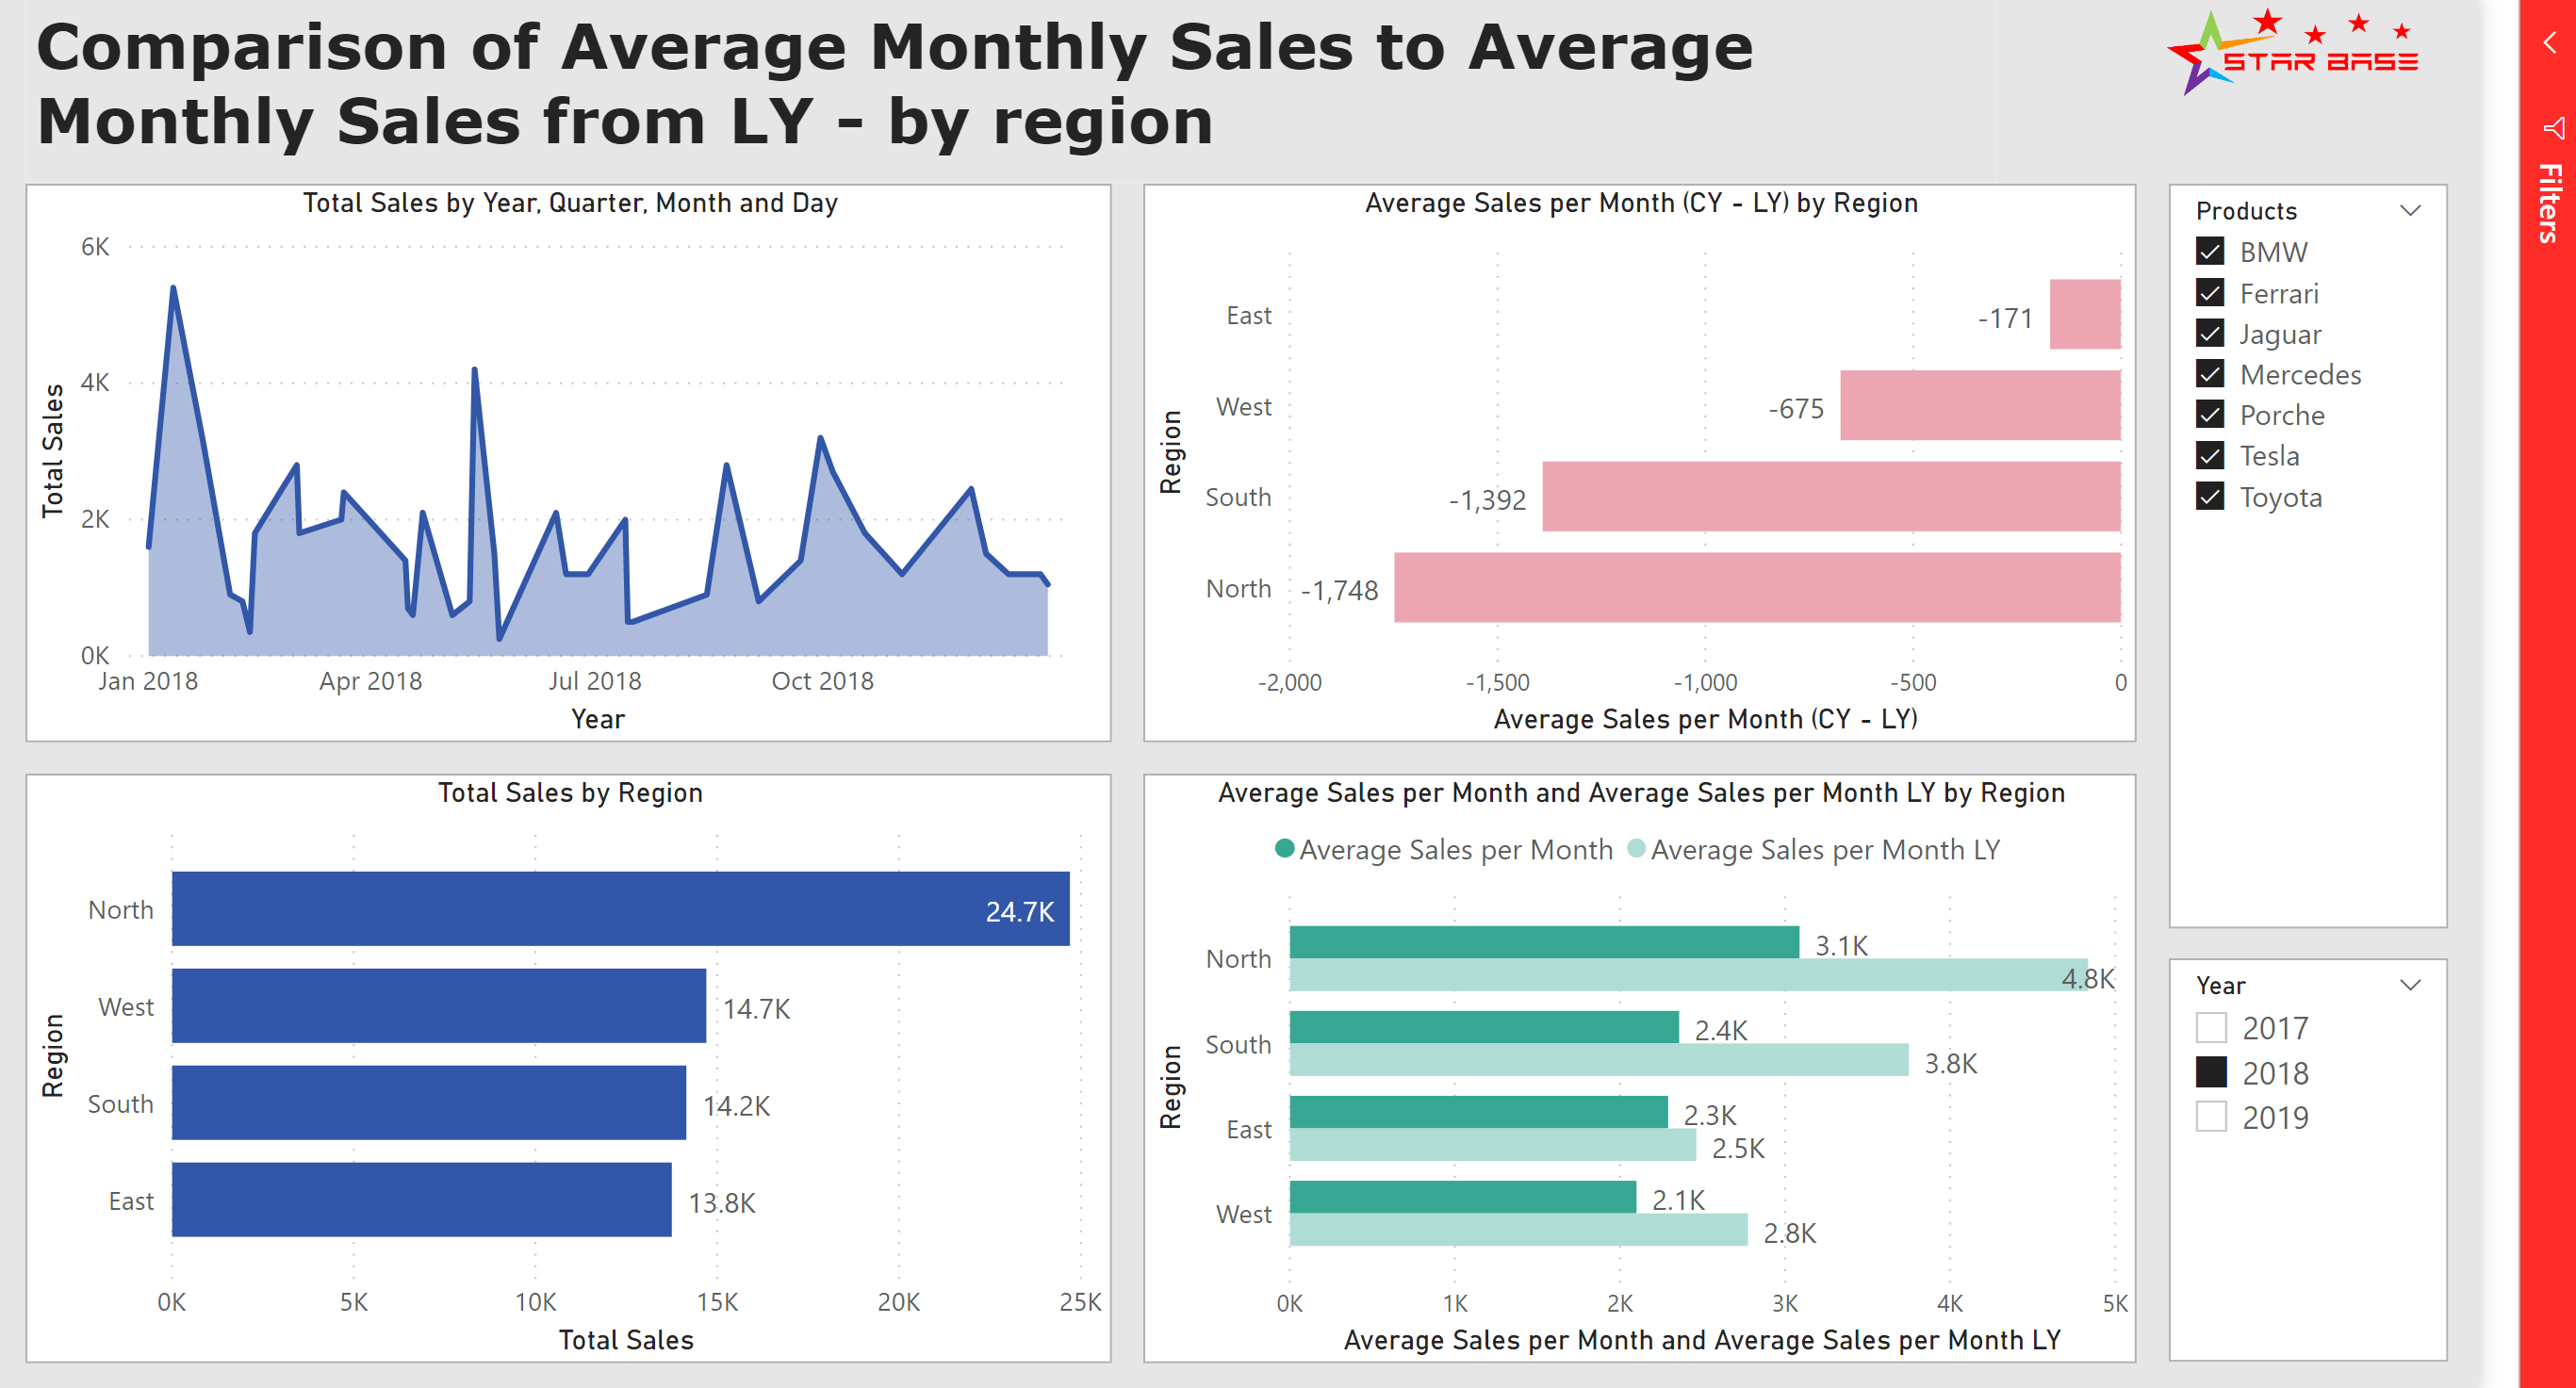 Comparison of Average Monthly Sales to Average
Monthly Sales from LY - by region
STAR BASE
Filters
Total Sales by Year, Quarter, Month and Day
Total Sales
6K
4K
2K
0K
Jan 2018 Apr 2018 Jul 2018 Oct 2018
Year
Average Sales per Month (CY - LY) by Region
Region
East -171
West -675
South -1,392
North -1,748
-2,000 -1,500 -1,000 -500 0
Average Sales per Month (CY - LY)
Products
BMW
Ferrari
Jaguar
Mercedes
Porche
Tesla
Toyota
Total Sales by Region
Region
North 24.7K
West 14.7K
South 14.2K
East 13.8K
0K 5K 10K 15K 20K 25K
Total Sales
Average Sales per Month and Average Sales per Month LY by Region
Average Sales per Month Average Sales per Month LY
Region
North 3.1K
4.8K
South 2.4K
3.8K
East 2.3K
2.5K
West 2.1K
2.8K
0K 1K 2K 3K 4K 5K
Average Sales per Month and Average Sales per Month LY
Year
2017
2018
2019